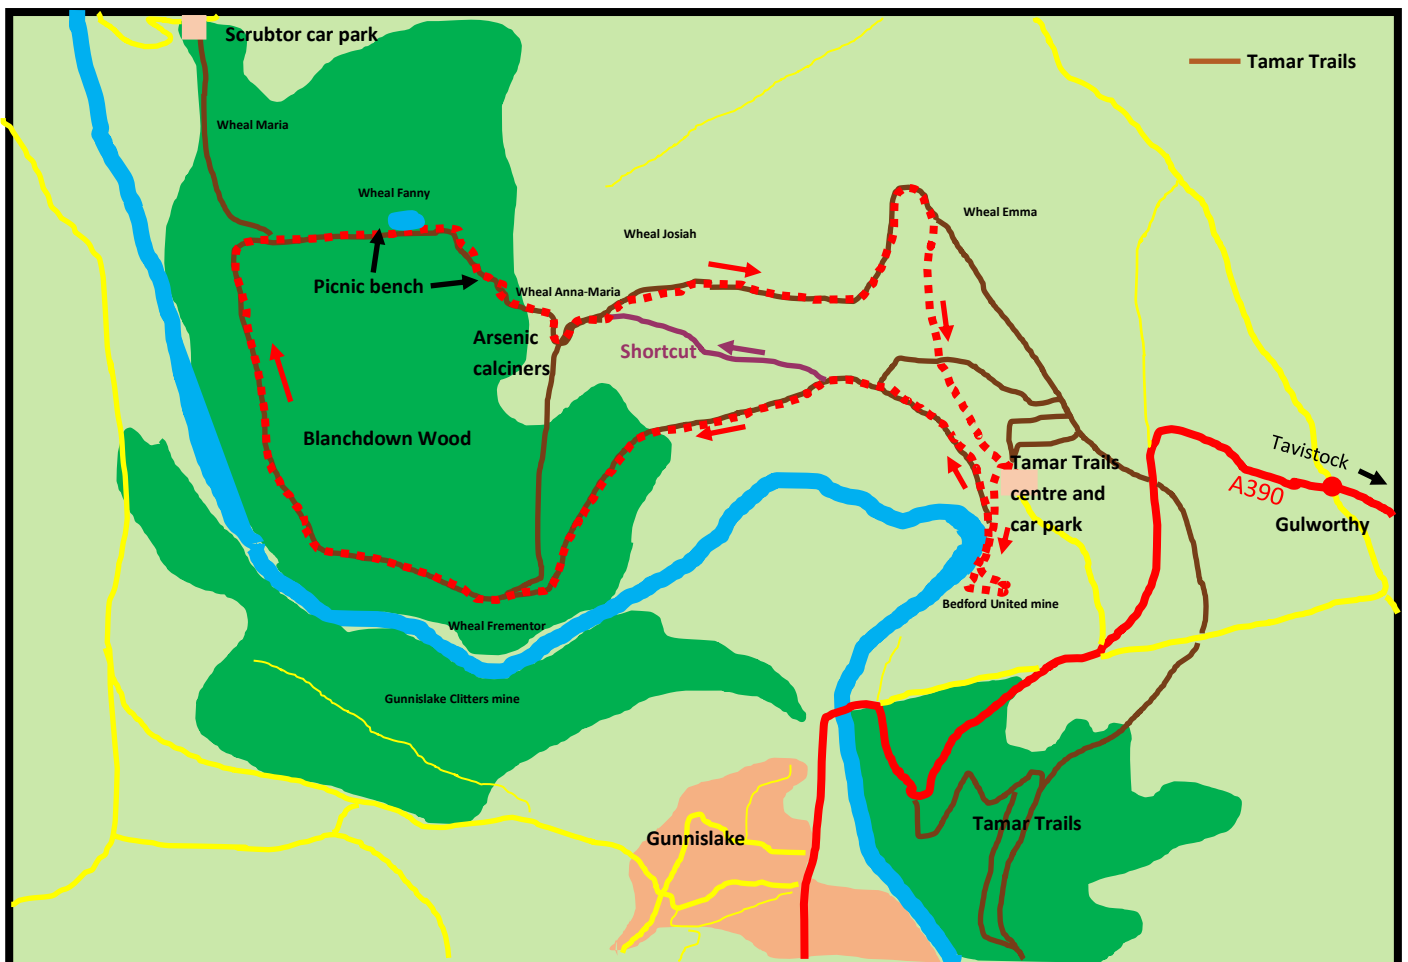 Scrubtor car park
Tamar Trails
Wheal Maria
Wheal Fanny
Wheal Emma
Wheal Josiah
Picnic bench
Wheal Anna-Maria
Arsenic
calciners
Shortcut
Blanchdown Wood
Tamar Trails
centre and
car park
Tavistock
A390
Gulworthy
Bedford United mine
Wheal Frementor
Gunnislake Clitters mine
Gunnislake
Tamar Trails